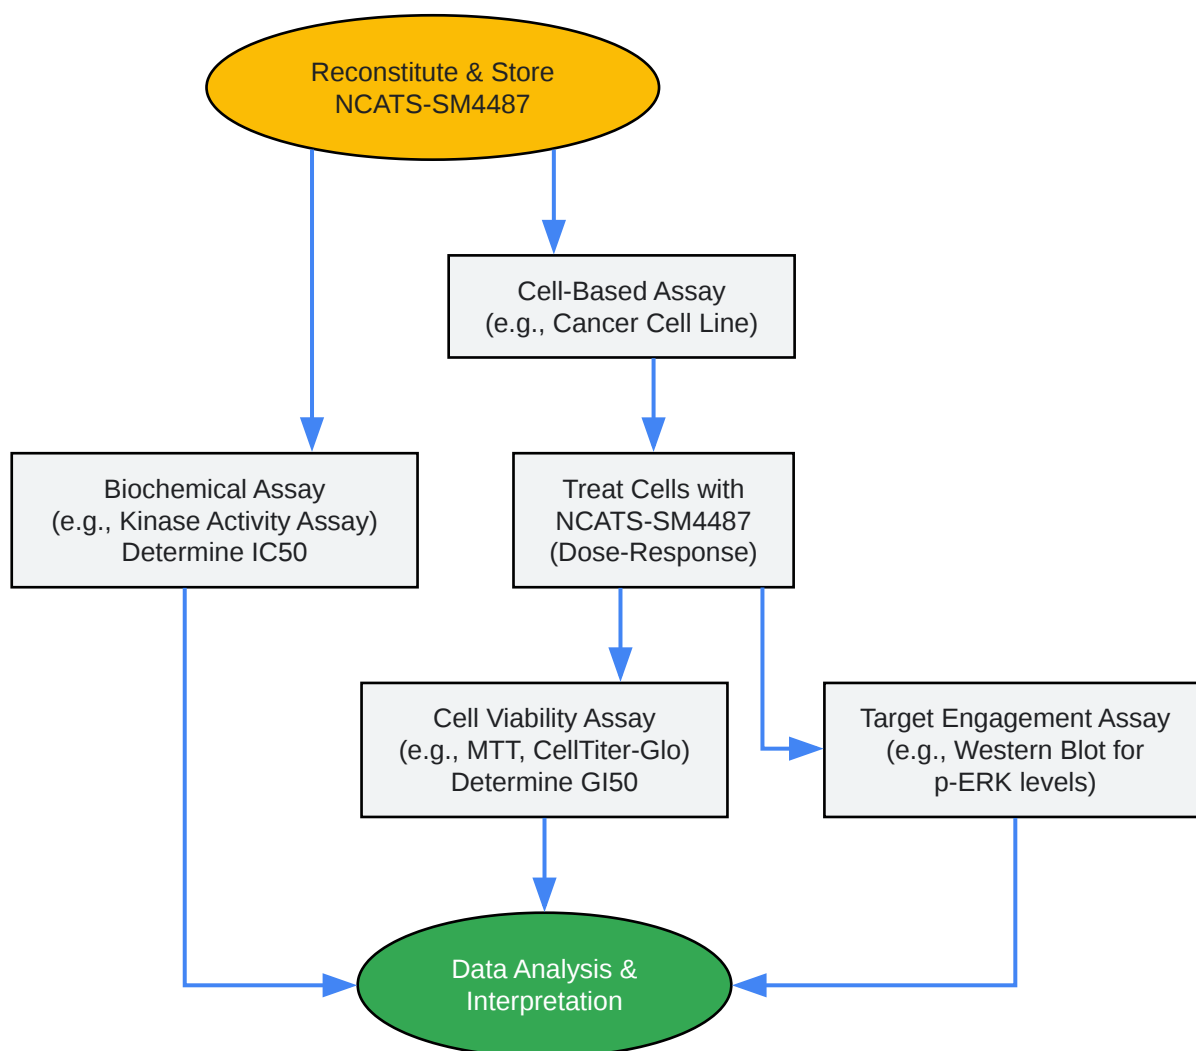 Reconstitute & Store
NCATS-SM4487
Cell-Based Assay
(e.g., Cancer Cell Line)
Biochemical Assay
(e.g., Kinase Activity Assay)
Determine IC50
Treat Cells with
NCATS-SM4487
(Dose-Response)
Cell Viability Assay
(e.g., MTT, CellTiter-Glo)
Determine GI50
Target Engagement Assay
(e.g., Western Blot for
p-ERK levels)
Data Analysis &
Interpretation